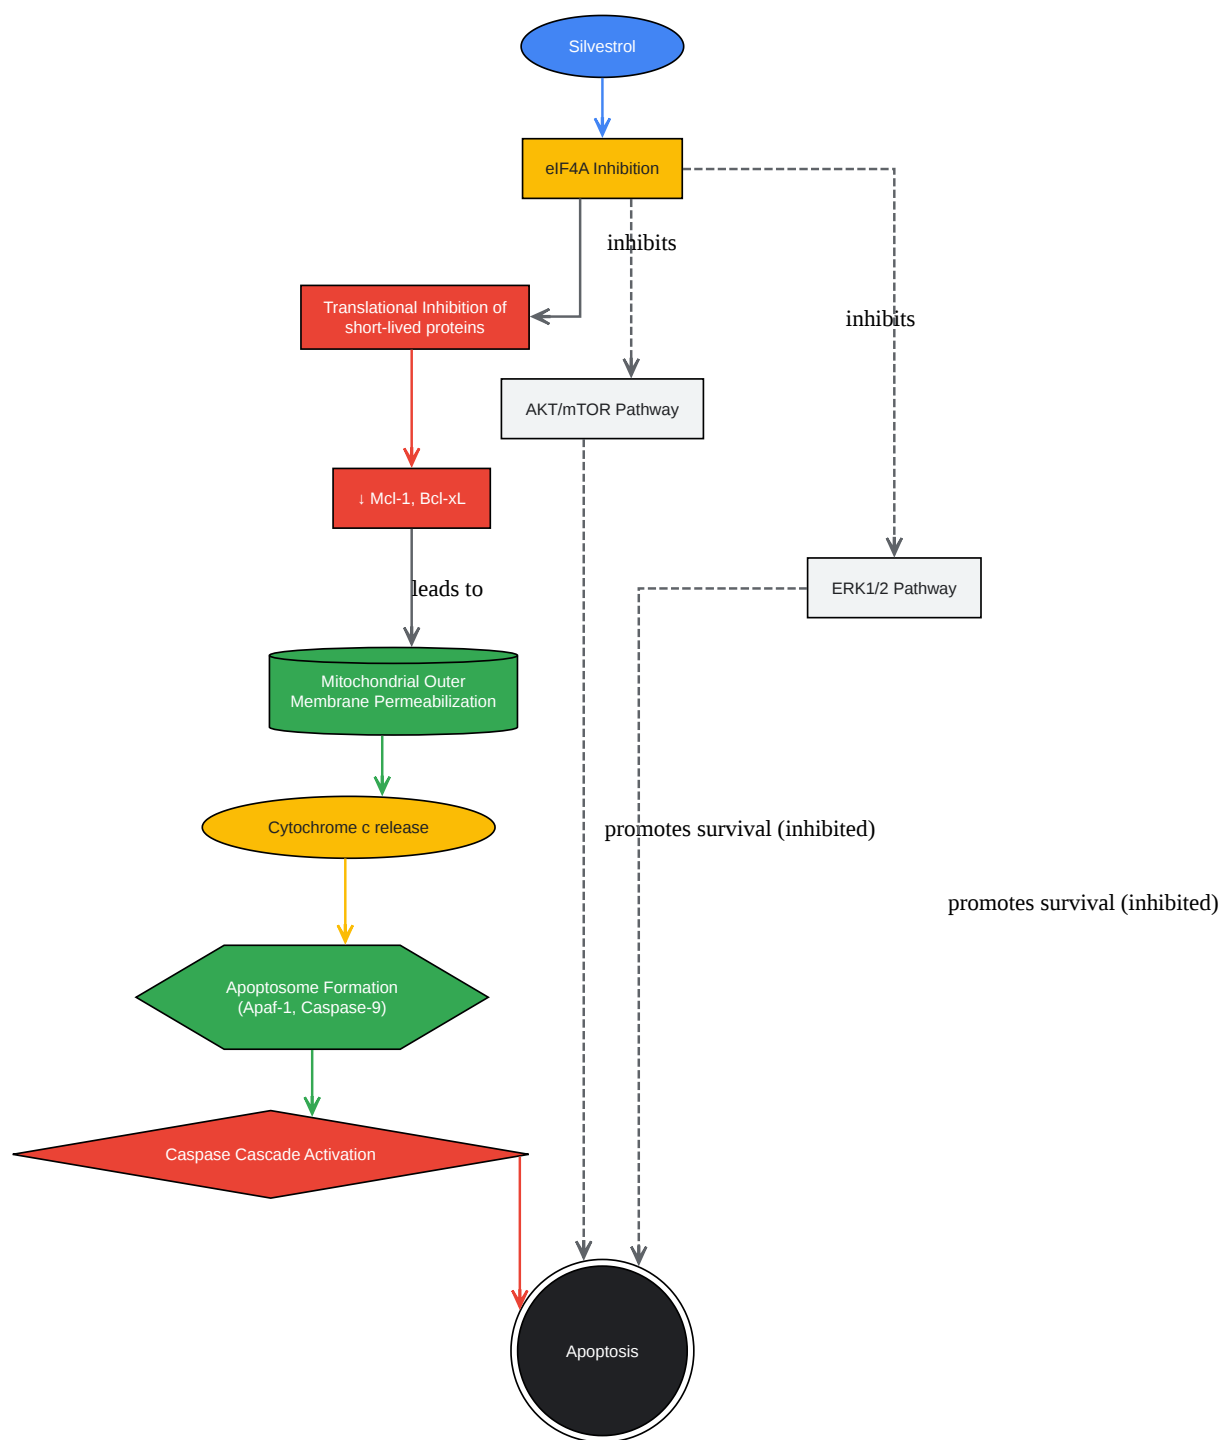 Silvestrol
eIF4A Inhibition
inhibits
Translational Inhibition of
short-lived proteins
inhibits
AKT/mTOR Pathway
↓ Mcl-1, Bcl-xL
leads to
ERK1/2 Pathway
Mitochondrial Outer
Membrane Permeabilization
Cytochrome c release
promotes survival (inhibited)
promotes survival (inhibited)
Apoptosome Formation
(Apaf-1, Caspase-9)
Caspase Cascade Activation
Apoptosis